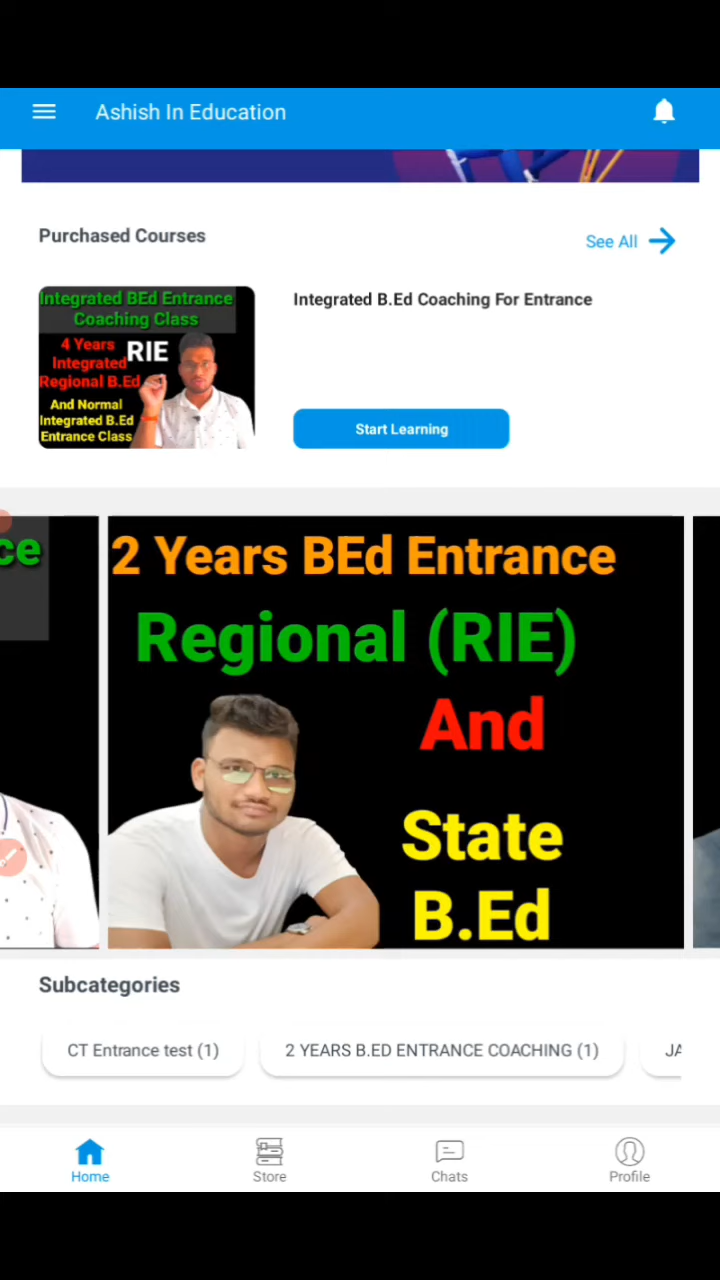 Ashish In Education
Purchased Courses
See All
Integrated BEd Entrance
Coaching Class
4 Years
Integrated
Regional B.Ed
RIE
And Normal
Integrated B.Ed
Entrance Class
Integrated B.Ed Coaching For Entrance
Start Learning
ce
2 Years BEd Entrance
Regional (RIE)
And
State
B.Ed
Subcategories
CT Entrance test (1)
2 YEARS B.ED ENTRANCE COACHING (1)
JA
Home
Store
Chats
Profile